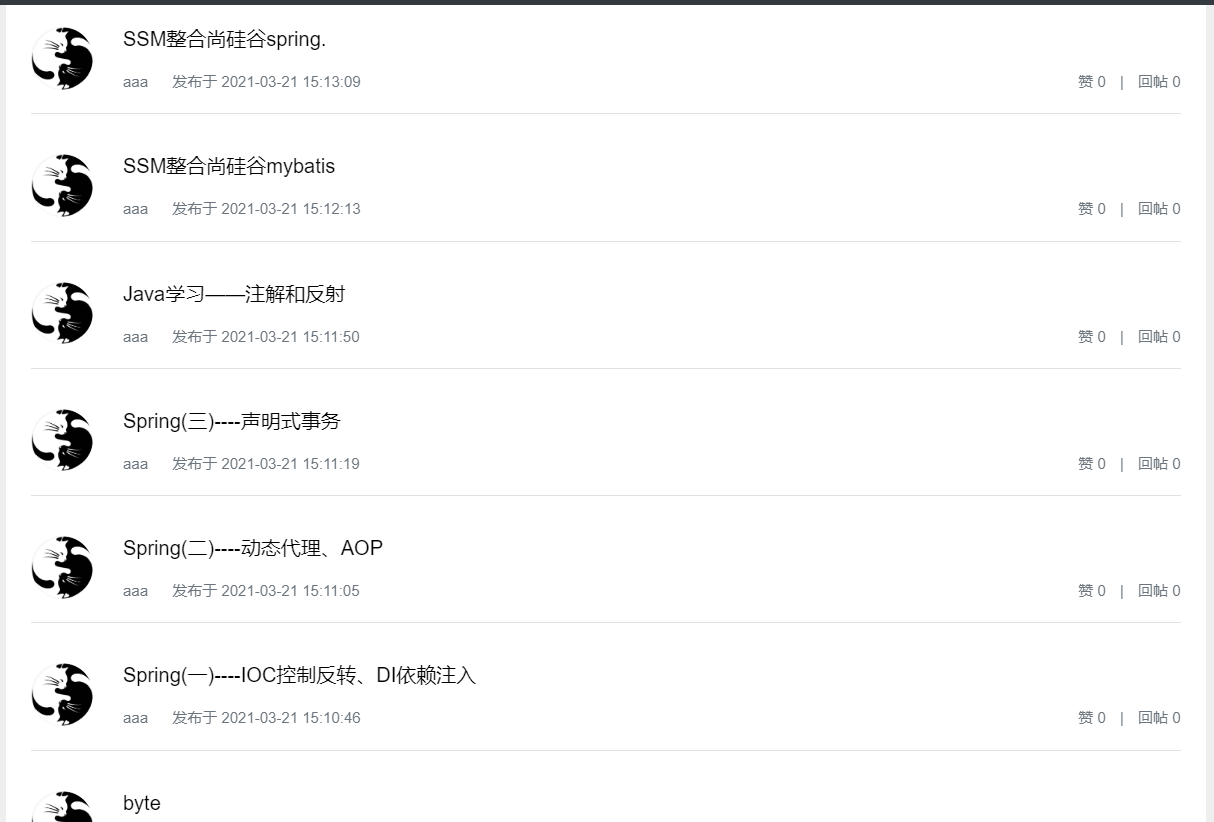 SSM整合尚硅谷spring.
aaa 发布于 2021-03-21 15:13:09 赞 0 | 回帖 0
SSM整合尚硅谷mybatis
aaa 发布于 2021-03-21 15:12:13 赞 0 | 回帖 0
Java学习——注解和反射
aaa 发布于 2021-03-21 15:11:50 赞 0 | 回帖 0
Spring(三)----声明式事务
aaa 发布于 2021-03-21 15:11:19 赞 0 | 回帖 0
Spring(二)----动态代理、AOP
aaa 发布于 2021-03-21 15:11:05 赞 0 | 回帖 0
Spring(一)----IOC控制反转、DI依赖注入
aaa 发布于 2021-03-21 15:10:46 赞 0 | 回帖 0
byte